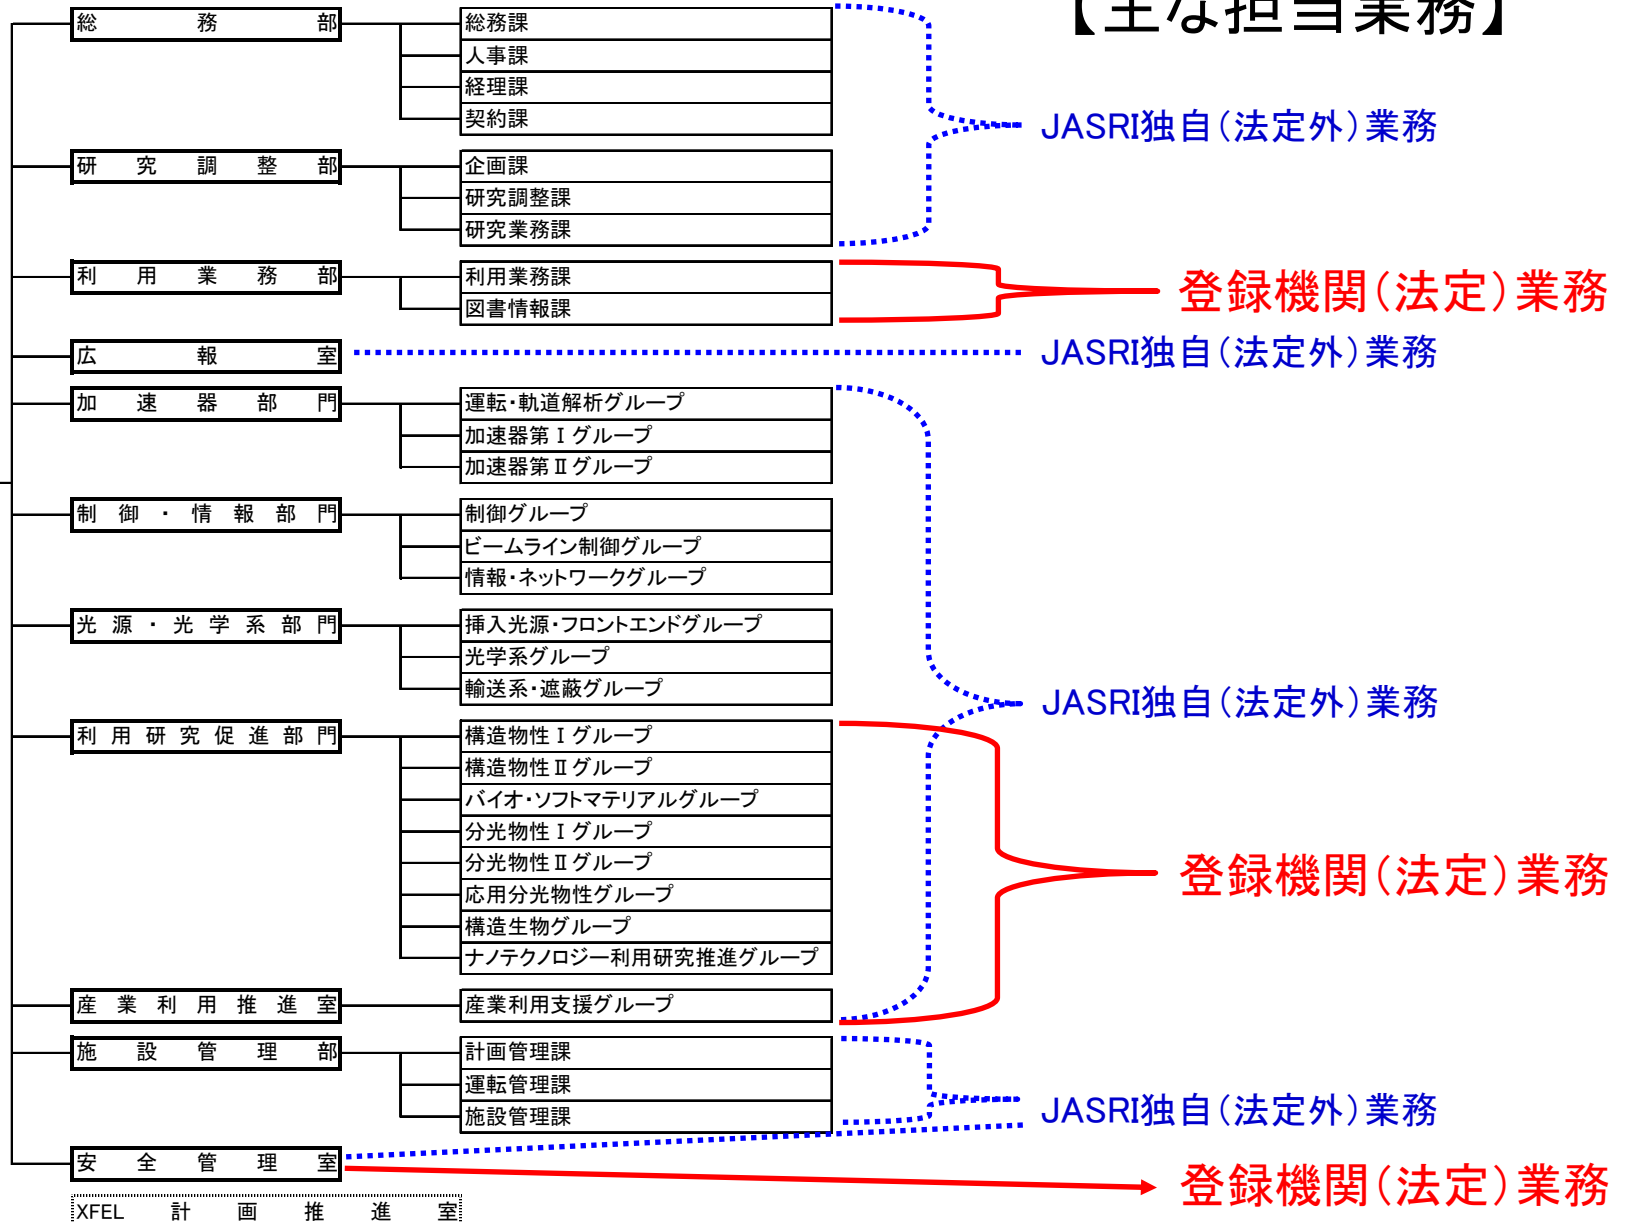 【主な担当業務】
総務部
総務課
人事課
経理課
契約課
JASRI独自（法定外）業務
研究調整部
企画課
研究調整課
研究業務課
利用業務部
利用業務課
図書情報課
登録機関（法定）業務
広報室
JASRI独自（法定外）業務
加速器部門
運転・軌道解析グループ
加速器第Ⅰグループ
加速器第Ⅱグループ
制御・情報部門
制御グループ
ビームライン制御グループ
情報・ネットワークグループ
光源・光学系部門
挿入光源・フロントエンドグループ
光学系グループ
輸送系・遮蔽グループ
JASRI独自（法定外）業務
利用研究促進部門
構造物性Ⅰグループ
構造物性Ⅱグループ
バイオ・ソフトマテリアルグループ
分光物性Ⅰグループ
分光物性Ⅱグループ
応用分光物性グループ
構造生物グループ
ナノテクノロジー利用研究推進グループ
登録機関（法定）業務
産業利用推進室
産業利用支援グループ
施設管理部
計画管理課
運転管理課
施設管理課
JASRI独自（法定外）業務
安全管理室
登録機関（法定）業務
XFEL計画推進室